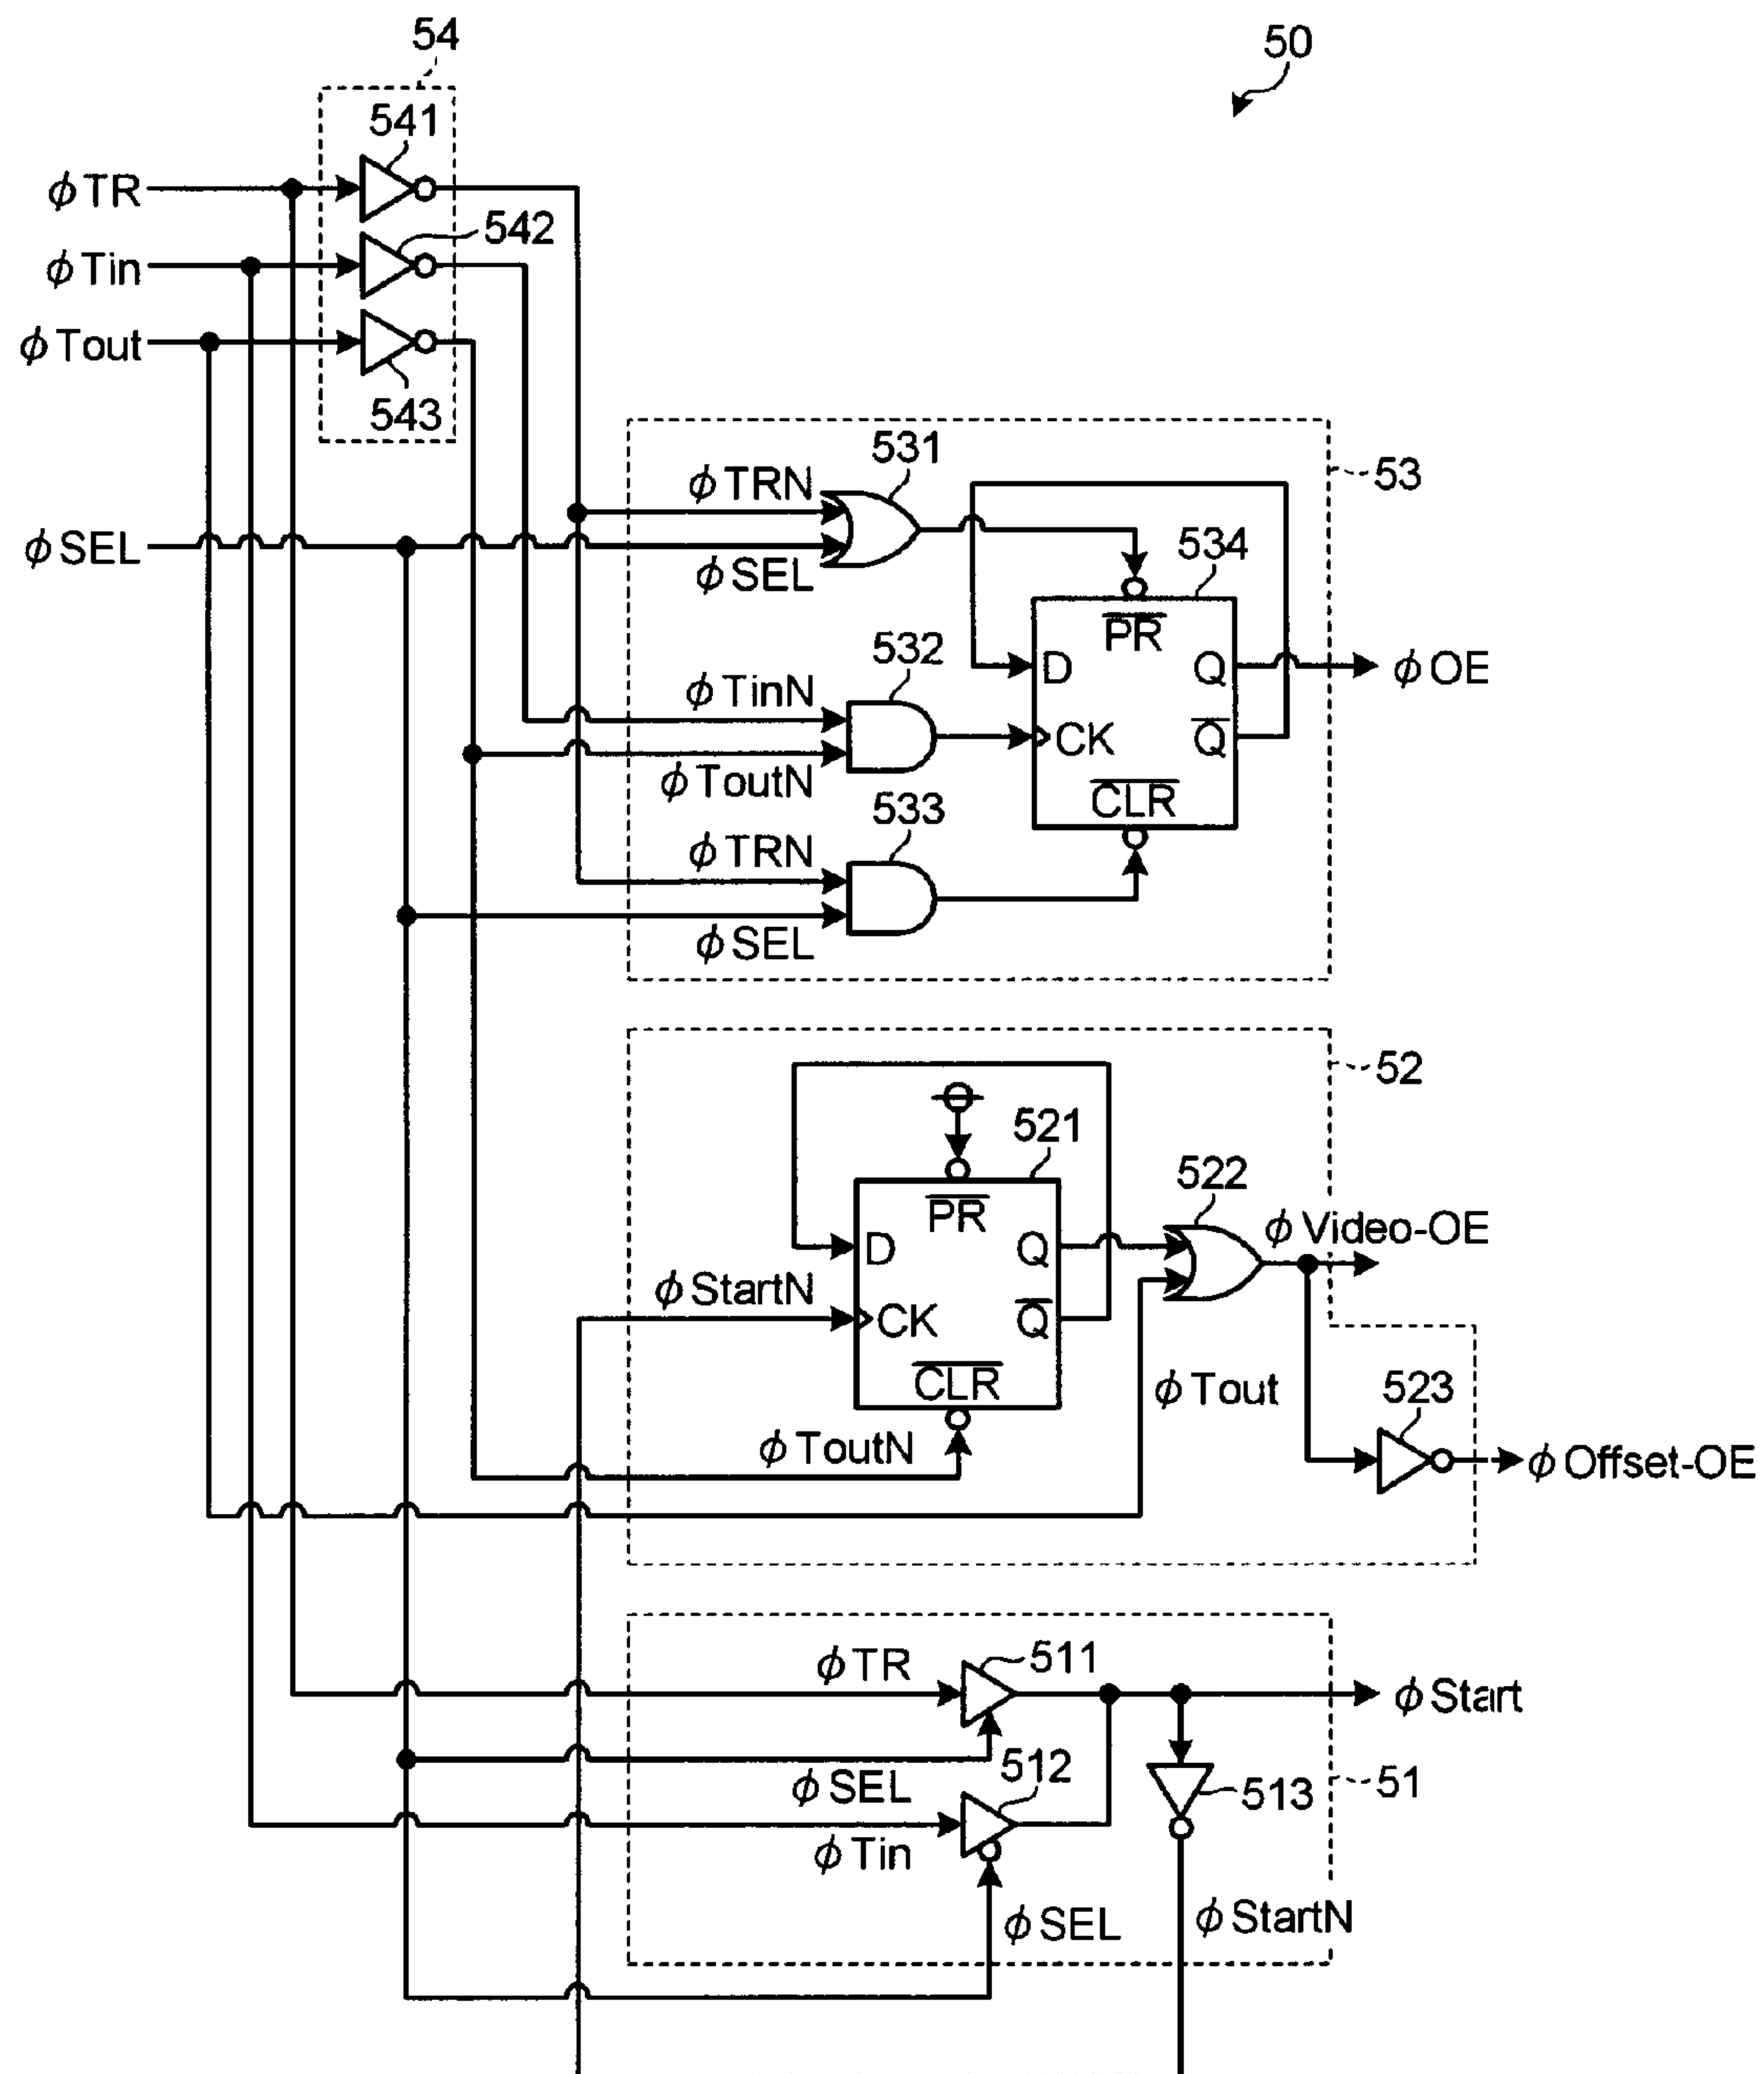 54
50
541
φTR
542
φTin
φTout
543
531
53
φTRN
φSEL
534
φSEL
PR
532
D
Q
φOE
φTinN
CK
Q
φToutN
CLR
533
φTRN
φSEL
52
521
522
PR
φVideo-OE
D
Q
φStartN
CK
Q
CLR
φTout
523
φToutN
φOffset-OE
φTR
511
φStart
512
51
φSEL
513
φTin
φSEL
φStartN